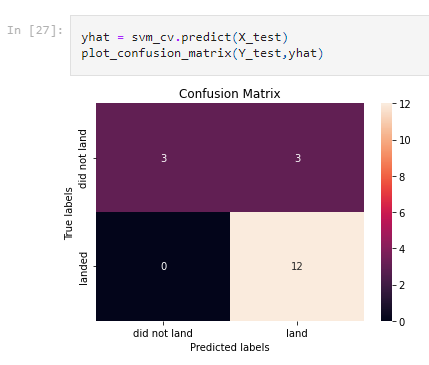 In [27]:
yhat = svm_cv.predict(X_test)
plot_confusion_matrix(Y_test,yhat)
Confusion Matrix
did not land
landed
True labels
3
3
0
12
did not land
land
Predicted labels
12
10
8
6
4
2
0